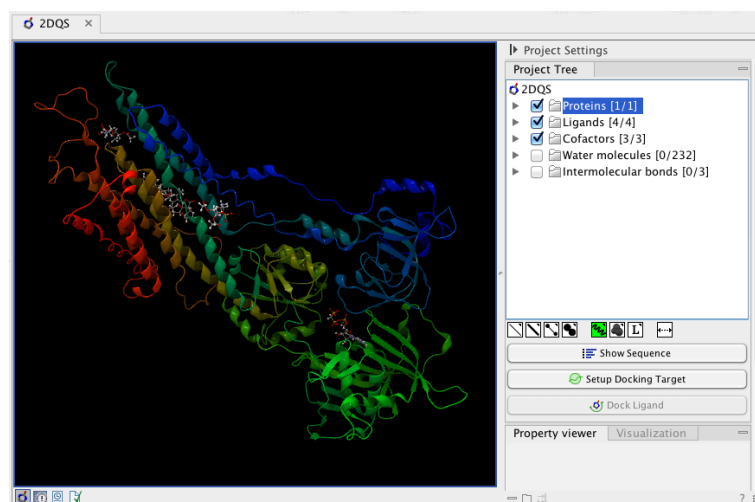 2DQS ×
Project Settings
Project Tree
2DQS
Proteins [1/1]
Ligands [4/4]
Cofactors [3/3]
Water molecules [0/232]
Intermolecular bonds [0/3]
L
Show Sequence
Setup Docking Target
Dock Ligand
Property viewer Visualization
?